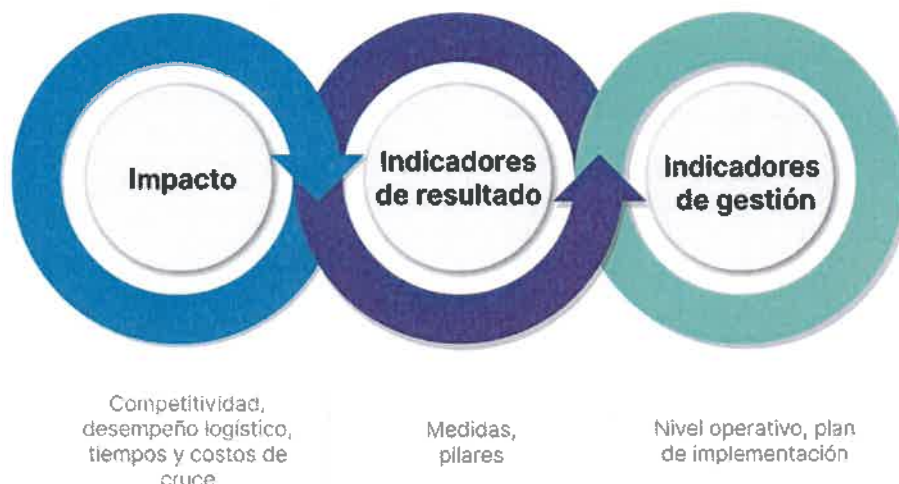 Impacto
Indicadores
de resultado
Indicadores
de gestión
Competitividad,
desempeño logístico,
tiempos y costos de
cruce
Medidas,
pilares
Nivel operativo, plan
de implementación